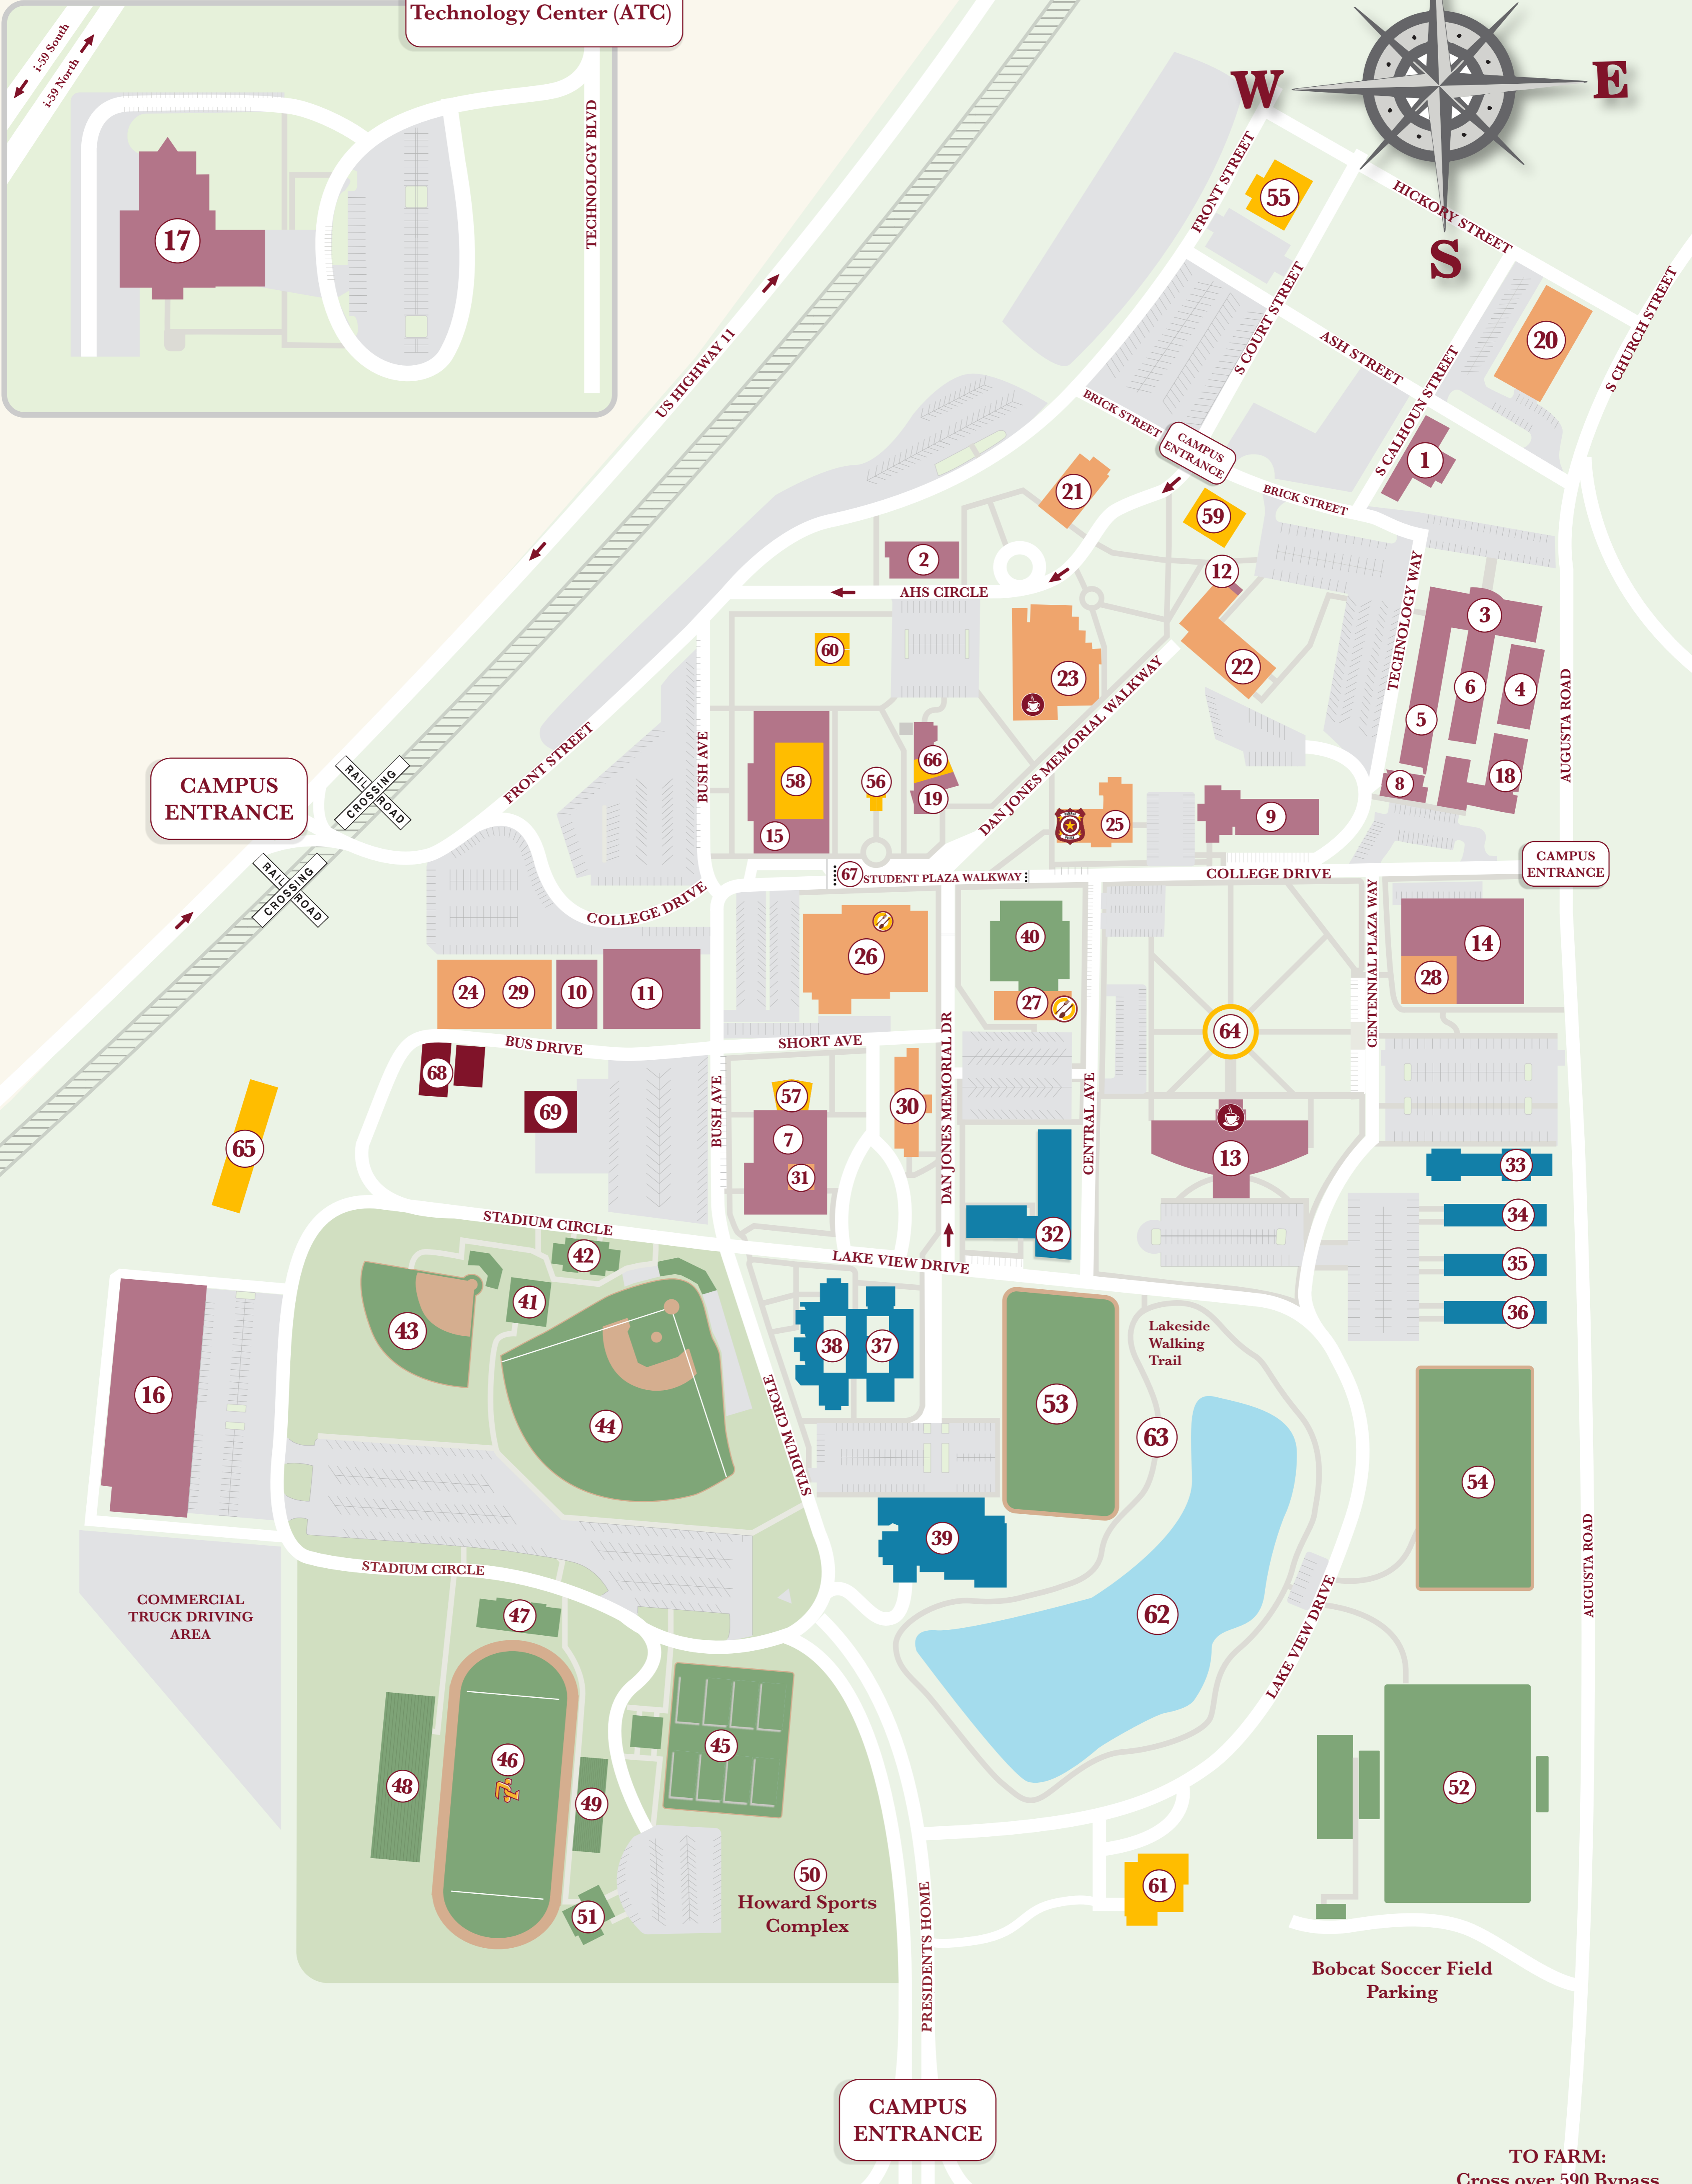 Technology Center (ATC)
i-59 South
i-59 North
TECHNOLOGY BLVD
17
W
E
S
US HIGHWAY 11
FRONT STREET
55
HICKORY STREET
S COURT STREET
20
ASH STREET
S CHURCH STREET
S CALHOUN STREET
BRICK STREET
CAMPUS
ENTRANCE
1
21
59
BRICK STREET
2
12
AHS CIRCLE
TECHNOLOGY WAY
3
60
23
22
6
4
5
AUGUSTA ROAD
DAN JONES MEMORIAL WALKWAY
BUSH AVE
FRONT STREET
66
58
56
18
8
19
CAMPUS
ENTRANCE
RAIL ROAD
CROSSING
RAIL ROAD
CROSSING
15
25
9
67
STUDENT PLAZA WALKWAY
COLLEGE DRIVE
CAMPUS
ENTRANCE
COLLEGE DRIVE
CENTENNIAL PLAZA WAY
40
14
26
28
24
29
10
11
27
64
BUS DRIVE
SHORT AVE
DAN JONES MEMORIAL DR
CENTRAL AVE
68
69
57
30
65
BUSH AVE
7
31
13
33
34
32
STADIUM CIRCLE
42
LAKE VIEW DRIVE
35
41
36
43
38
37
Lakeside
Walking
Trail
16
53
44
63
STADIUM CIRCLE
54
39
STADIUM CIRCLE
AUGUSTA ROAD
COMMERCIAL
TRUCK DRIVING
AREA
47
62
LAKE VIEW DRIVE
45
46
48
49
52
50
Howard Sports
Complex
61
51
PRESIDENTS HOME
Bobcat Soccer Field
Parking
CAMPUS
ENTRANCE
TO FARM:
Cross over 590 Bypass